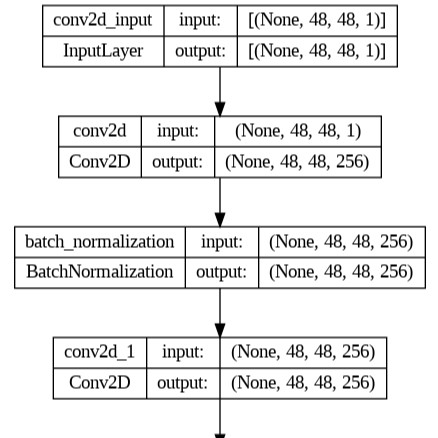 conv2d_input input: [(None, 48, 48, 1)]
InputLayer output: [(None, 48, 48, 1)]
conv2d input: (None, 48, 48, 1)
Conv2D output: (None, 48, 48, 256)
batch_normalization input: (None, 48, 48, 256)
BatchNormalization output: (None, 48, 48, 256)
conv2d_1 input: (None, 48, 48, 256)
Conv2D output: (None, 48, 48, 256)